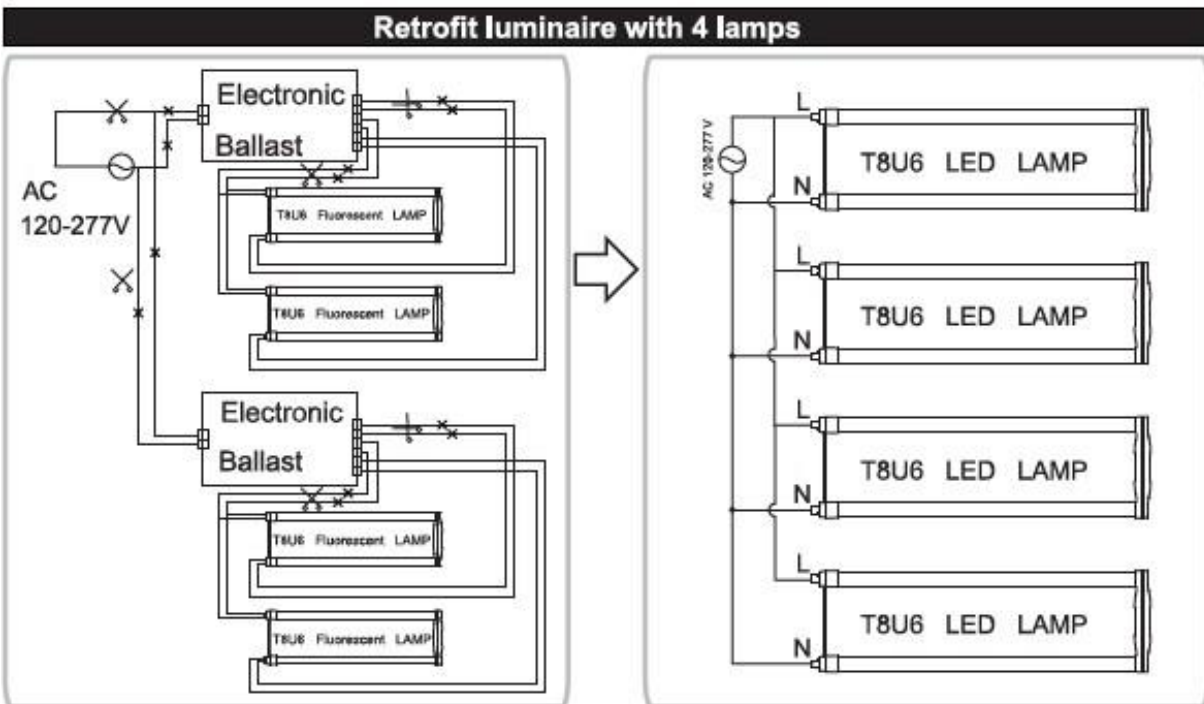 Retrofit luminaire with 4 lamps
Electronic
Ballast
AC
120-277V
T8U6 Fluorescent LAMP
T8U6 Fluorescent LAMP
Electronic
Ballast
T8U6 Fluorescent LAMP
T8U6 Fluorescent LAMP
AC 120-277 V
L
N
T8U6 LED LAMP
L
N
T8U6 LED LAMP
L
N
T8U6 LED LAMP
L
N
T8U6 LED LAMP